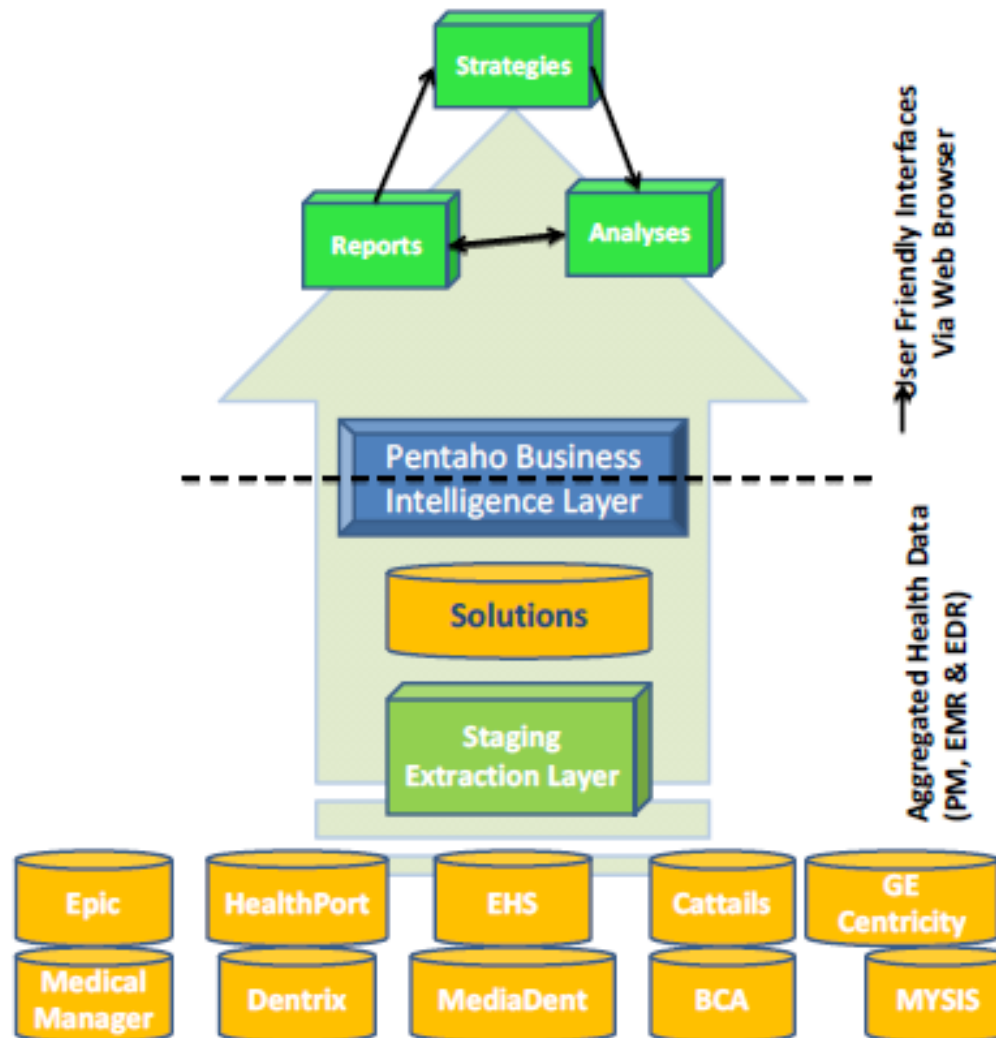 Strategies
Reports
Analyses
User Friendly Interfaces
Via Web Browser
Pentaho Business
Intelligence Layer
Solutions
Staging
Extraction Layer
Aggregated Health Data
(PM, EMR & EDR)
Epic
HealthPort
EHS
Cattails
GE
Centricity
Medical
Manager
Dentrix
MediaDent
BCA
MYSIS